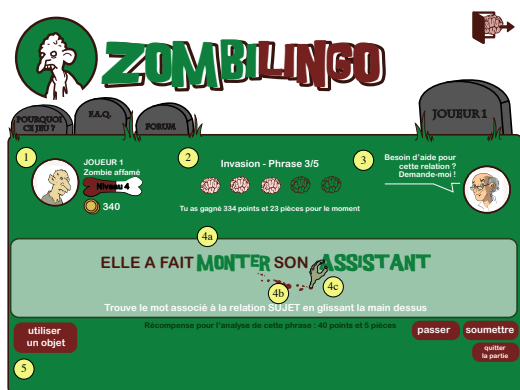 ZOMBILINGO
POURQUOI
CE JEU ?
F.A.Q.
FORUM
JOUEUR 1
1
JOUEUR 1
Zombie affamé
Niveau 4
340
2
Invasion - Phrase 3/5
Tu as gagné 334 points et 23 pièces pour le moment
3
Besoin d'aide pour
cette relation ?
Demande-moi !
4a
ELLE A FAIT MONTER SON ASSISTANT
4b
4c
Trouve le mot associé à la relation SUJET en glissant la main dessus
Récompense pour l'analyse de cette phrase : 40 points et 5 pièces
utiliser
un objet
passer
soumettre
quitter
la partie
5